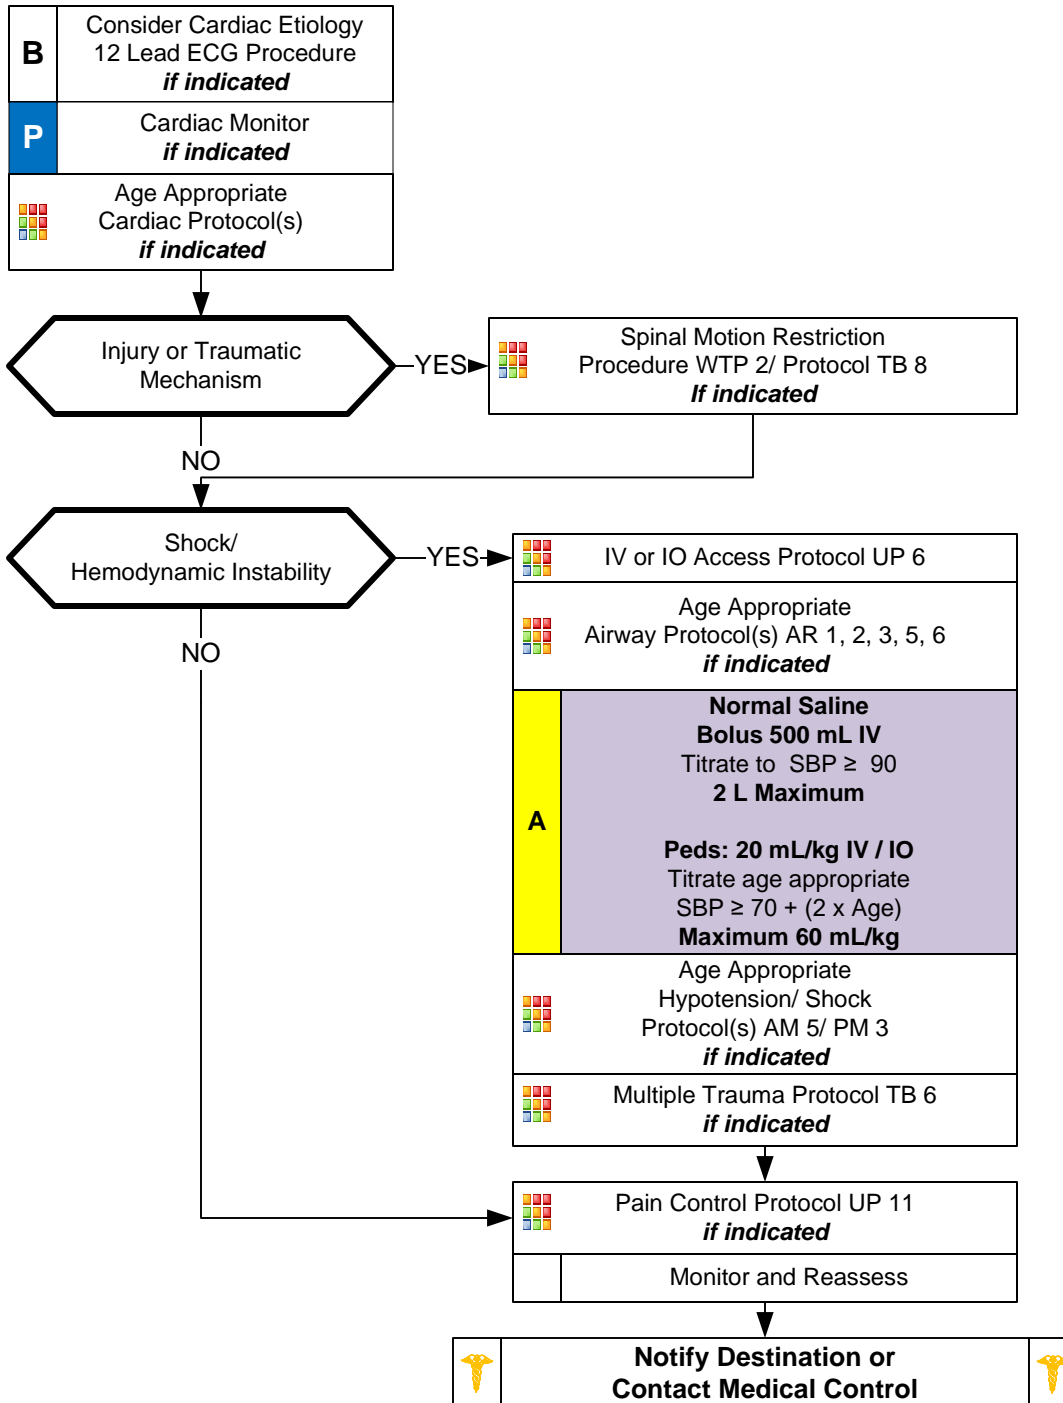 B
Consider Cardiac Etiology
12 Lead ECG Procedure
if indicated
P
Cardiac Monitor
if indicated
Age Appropriate
Cardiac Protocol(s)
if indicated
Injury or Traumatic
Mechanism
YES
Spinal Motion Restriction
Procedure WTP 2/ Protocol TB 8
If indicated
NO
Shock/
Hemodynamic Instability
YES
IV or IO Access Protocol UP 6
Age Appropriate
Airway Protocol(s) AR 1, 2, 3, 5, 6
if indicated
NO
A
Normal Saline
Bolus 500 mL IV
Titrate to SBP ≥ 90
2 L Maximum
Peds: 20 mL/kg IV / IO
Titrate age appropriate
SBP ≥ 70 + (2 x Age)
Maximum 60 mL/kg
Age Appropriate
Hypotension/ Shock
Protocol(s) AM 5/ PM 3
if indicated
Multiple Trauma Protocol TB 6
if indicated
Pain Control Protocol UP 11
if indicated
Monitor and Reassess
Notify Destination or
Contact Medical Control